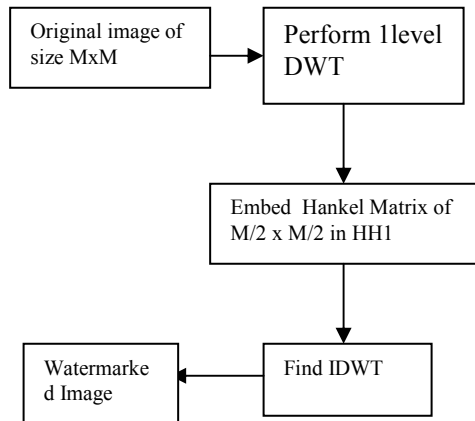 Original image of
size MxM
Perform 1level
DWT
Embed Hankel Matrix of
M/2 x M/2 in HH1
Find IDWT
Watermarke
d Image